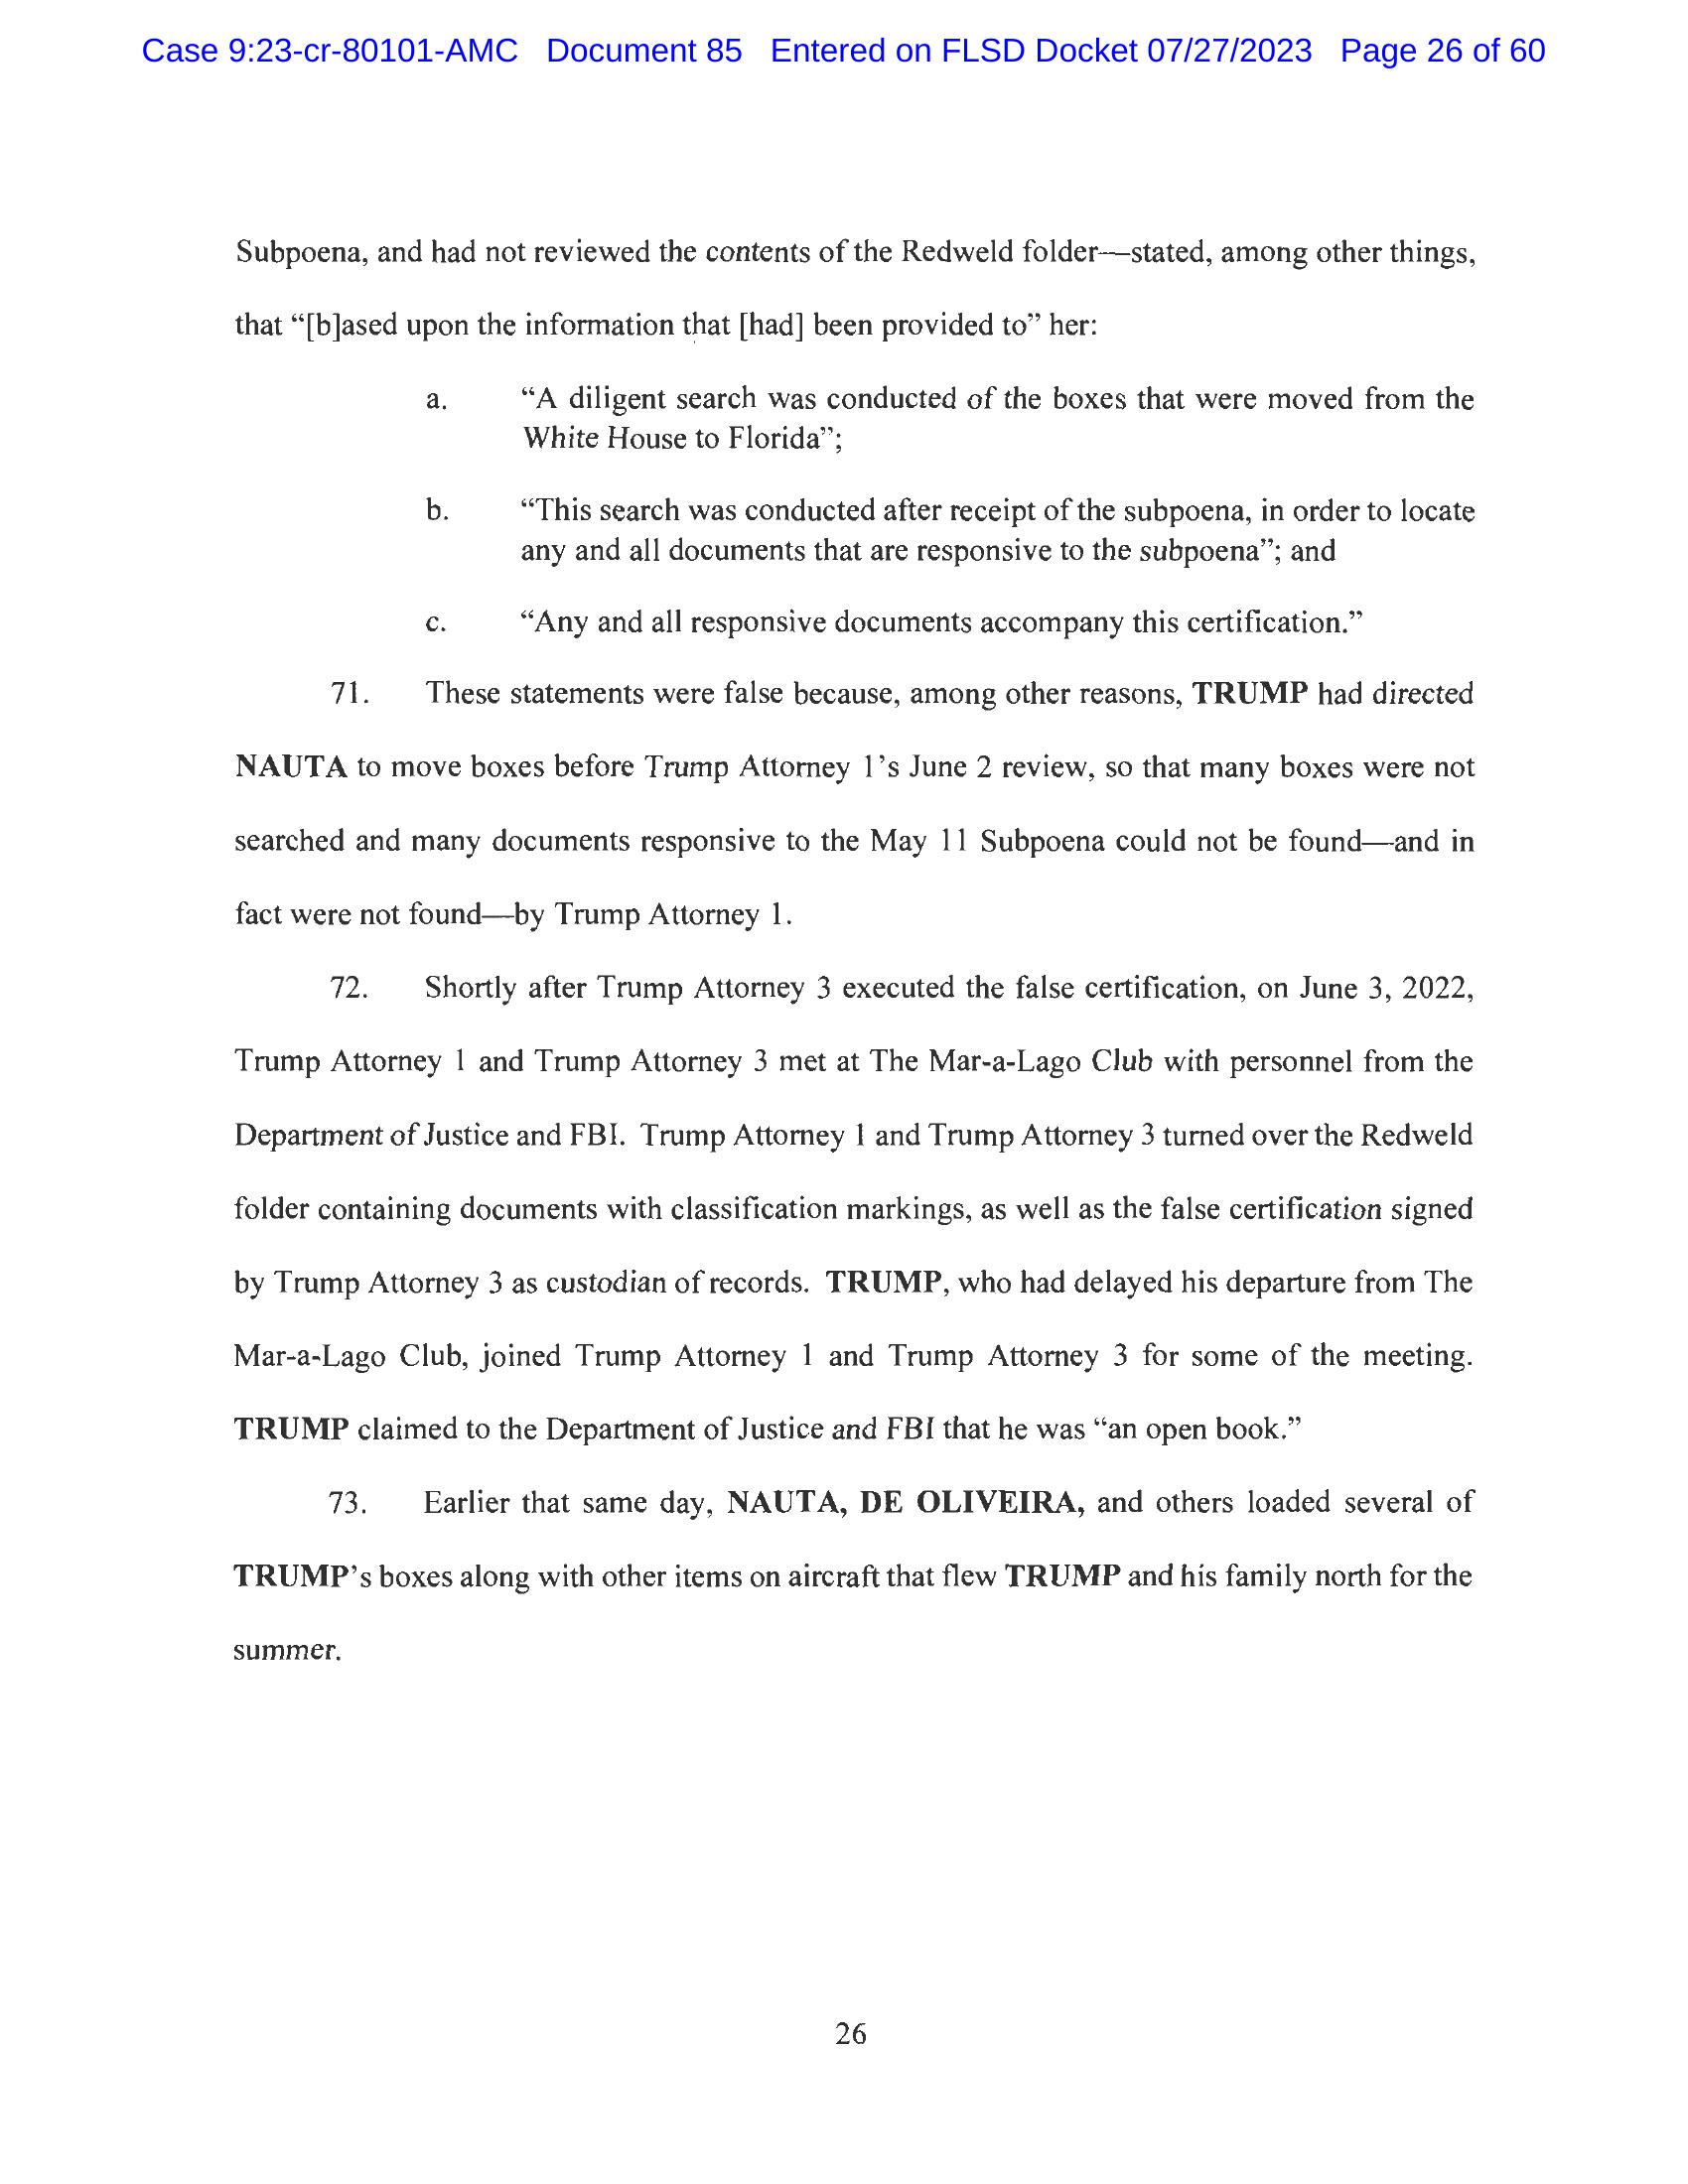 Case 9:23-cr-80101-AMC Document 85 Entered on FLSD Docket 07/27/2023 Page 26 of 60
Subpoena, and had not reviewed the contents of the Redweld folder—stated, among other things,
that “[b]ased upon the information that [had] been provided to” her:
a. “A diligent search was conducted of the boxes that were moved from the
White House to Florida”;
b. “This search was conducted after receipt of the subpoena, in order to locate
any and all documents that are responsive to the subpoena”; and
c. “Any and all responsive documents accompany this certification.”
71. These statements were false because, among other reasons, TRUMP had directed
NAUTA to move boxes before Trump Attorney 1’s June 2 review, so that many boxes were not
searched and many documents responsive to the May 11 Subpoena could not be found—and in
fact were not found—by Trump Attorney 1.
72. Shortly after Trump Attorney 3 executed the false certification, on June 3, 2022,
Trump Attorney 1 and Trump Attorney 3 met at The Mar-a-Lago Club with personnel from the
Department of Justice and FBI. Trump Attorney 1 and Trump Attorney 3 turned over the Redweld
folder containing documents with classification markings, as well as the false certification signed
by Trump Attorney 3 as custodian of records. TRUMP, who had delayed his departure from The
Mar-a-Lago Club, joined Trump Attorney 1 and Trump Attorney 3 for some of the meeting.
TRUMP claimed to the Department of Justice and FBI that he was “an open book.”
73. Earlier that same day, NAUTA, DE OLIVEIRA, and others loaded several of
TRUMP’s boxes along with other items on aircraft that flew TRUMP and his family north for the
summer.
26